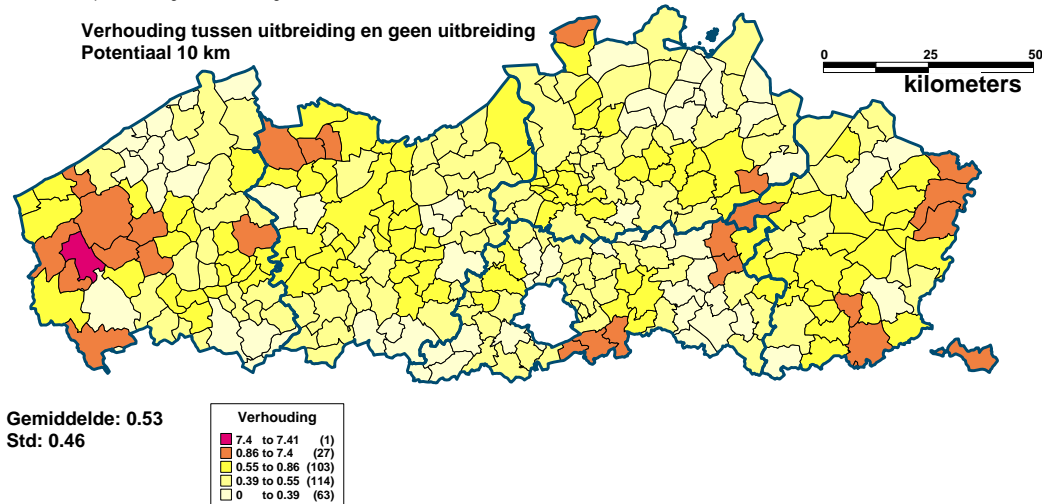 Verhouding tussen uitbreiding en geen uitbreiding
Potentiaal 10 km
0 25 50
kilometers
Gemiddelde: 0.53
Std: 0.46
Verhouding
7.4 to 7.41 (1)
0.86 to 7.4 (27)
0.55 to 0.86 (103)
0.39 to 0.55 (114)
0 to 0.39 (63)